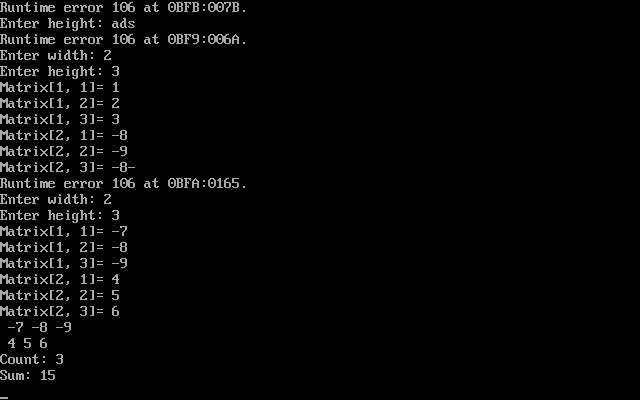 Runtime error 106 at 0BFB:007B.
Enter height: ads
Runtime error 106 at 0BF9:006A.
Enter width: 2
Enter height: 3
Matrix[1, 1]= 1
Matrix[1, 2]= 2
Matrix[1, 3]= 3
Matrix[2, 1]= -8
Matrix[2, 2]= -9
Matrix[2, 3]= -8-
Runtime error 106 at 0BFA:0165.
Enter width: 2
Enter height: 3
Matrix[1, 1]= -7
Matrix[1, 2]= -8
Matrix[1, 3]= -9
Matrix[2, 1]= 4
Matrix[2, 2]= 5
Matrix[2, 3]= 6
 -7 -8 -9
 4 5 6
Count: 3
Sum: 15